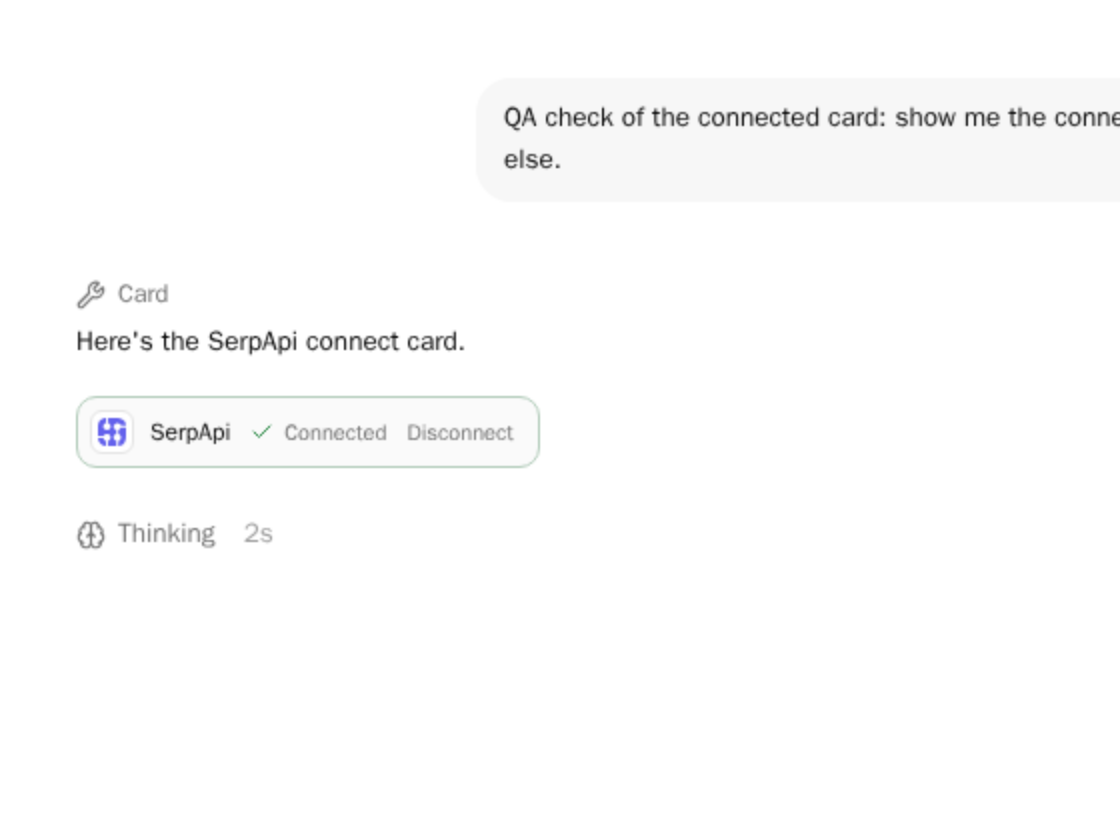 QA check of the connected card: show me the
else.
Card
Here's the SerpApi connect card.
SerpApi Connected Disconnect
Thinking 2s